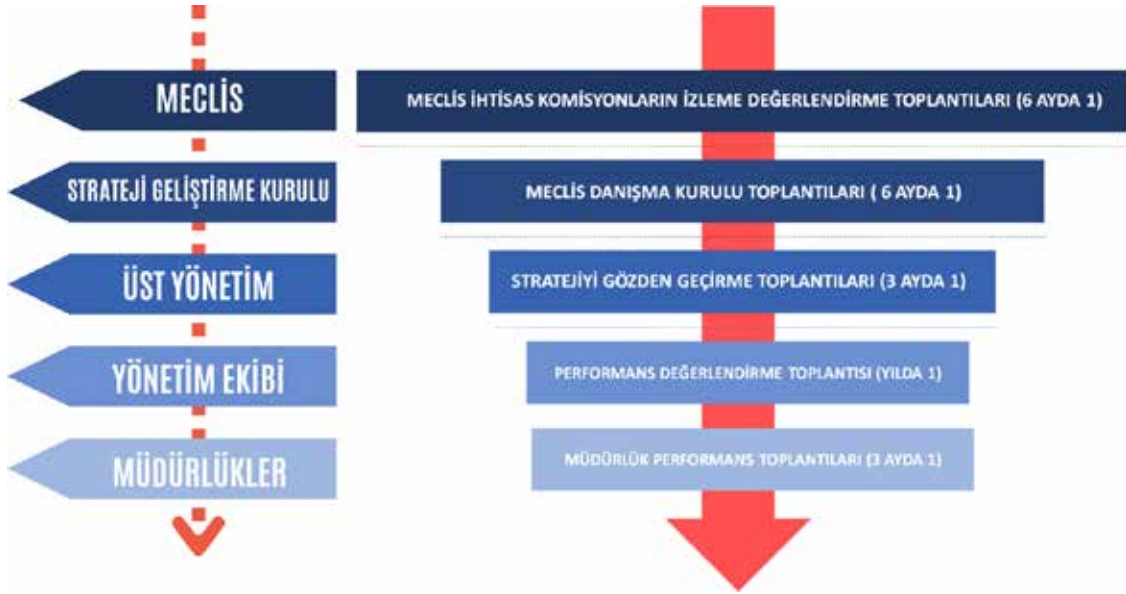 MECLİS
MECLİS İHTİSAS KOMİSYONLARIN İZLEME DEĞERLENDİRME TOPLANTILARI (6 AYDA 1)
STRATEJİ GELİŞTİRME KURULU
MECLİS DANIŞMA KURULU TOPLANTILARI ( 6 AYDA 1)
ÜST YÖNETİM
STRATEJİYİ GÖZDEN GEÇİRME TOPLANTILARI (3 AYDA 1)
YÖNETİM EKİBİ
PERFORMANS DEĞERLENDİRME TOPLANTISI (YILDA 1)
MÜDÜRLÜKLER
MÜDÜRLÜK PERFORMANS TOPLANTILARI (3 AYDA 1)